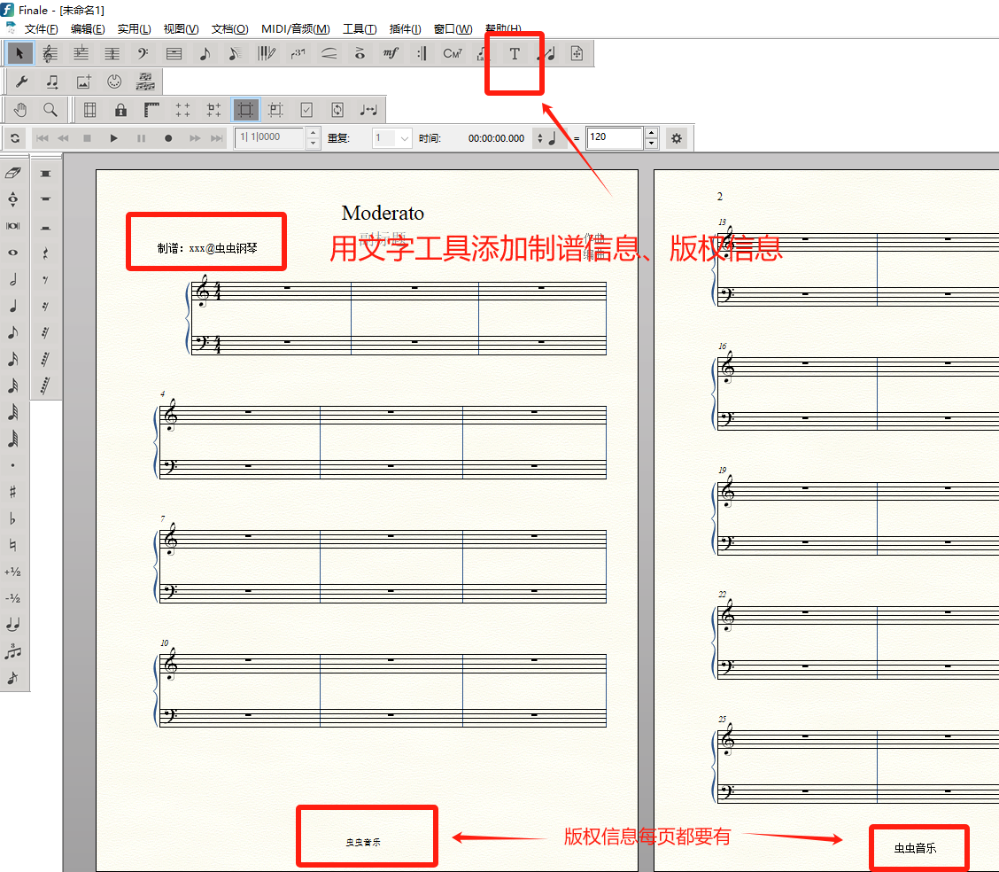 Finale - [未命名1]
文件(F) 编辑(E) 实用(L) 视图(V) 文档(O) MIDI/音频(M) 工具(T) 插件(I) 窗口(W) 帮助(H)
mf CM7 T
1| 1|0000 重复: 1 时间: 00:00:00.000 = 120
Moderato
副标题
制谱：xxx@虫虫钢琴
作曲
编曲
用文字工具添加制谱信息、版权信息
4
7
10
虫虫音乐
版权信息每页都要有
2
13
16
19
22
25
虫虫音乐
+½
-½
3